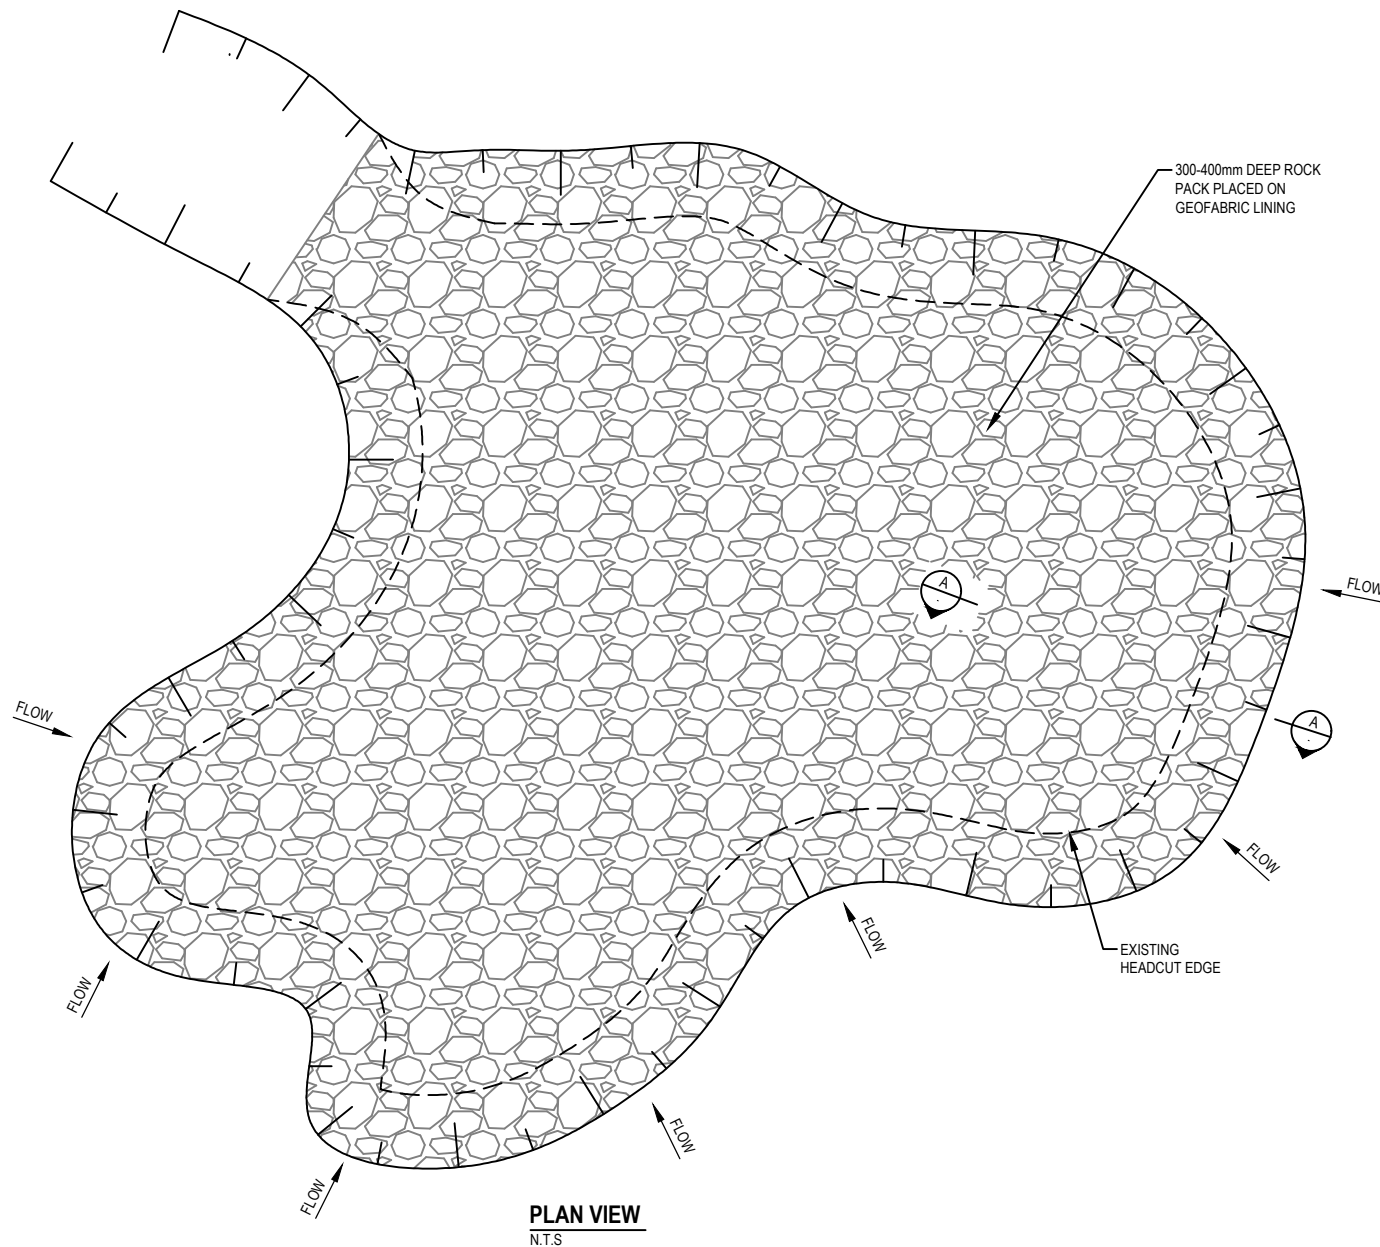 300-400mm DEEP ROCK
PACK PLACED ON
GEOFABRIC LINING
A
FLOW
FLOW
A
FLOW
FLOW
EXISTING
HEADCUT EDGE
FLOW
FLOW
FLOW
PLAN VIEW
N.T.S